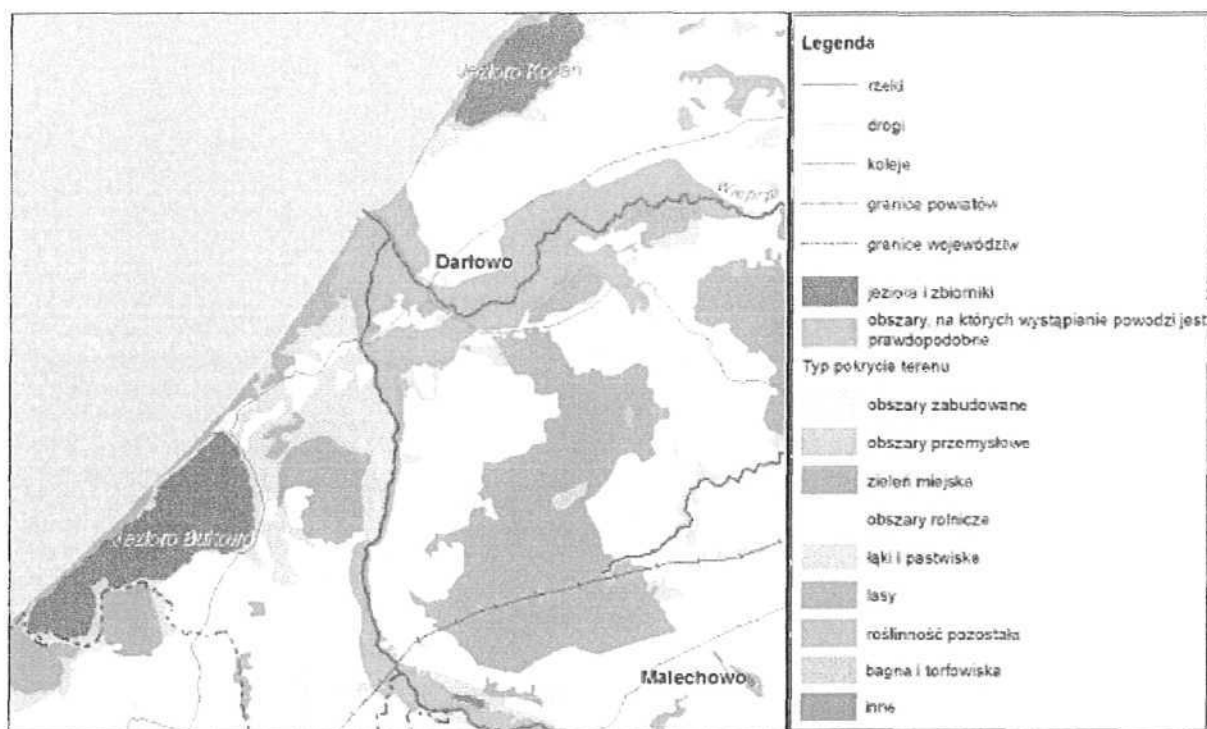 Jezioro Kopań
Wieprza
Darłowo
Jezioro Bukowo
Malechowo
Legenda
rzeki
drogi
koleje
granice powiatów
granice województw
jeziora i zbiorniki
obszary, na których wystąpienie powodzi jest
prawdopodobne
Typ pokrycia terenu
obszary zabudowane
obszary przemysłowe
zieleń miejska
obszary rolnicze
łąki i pastwiska
lasy
roślinność pozostała
bagna i torfowiska
inne